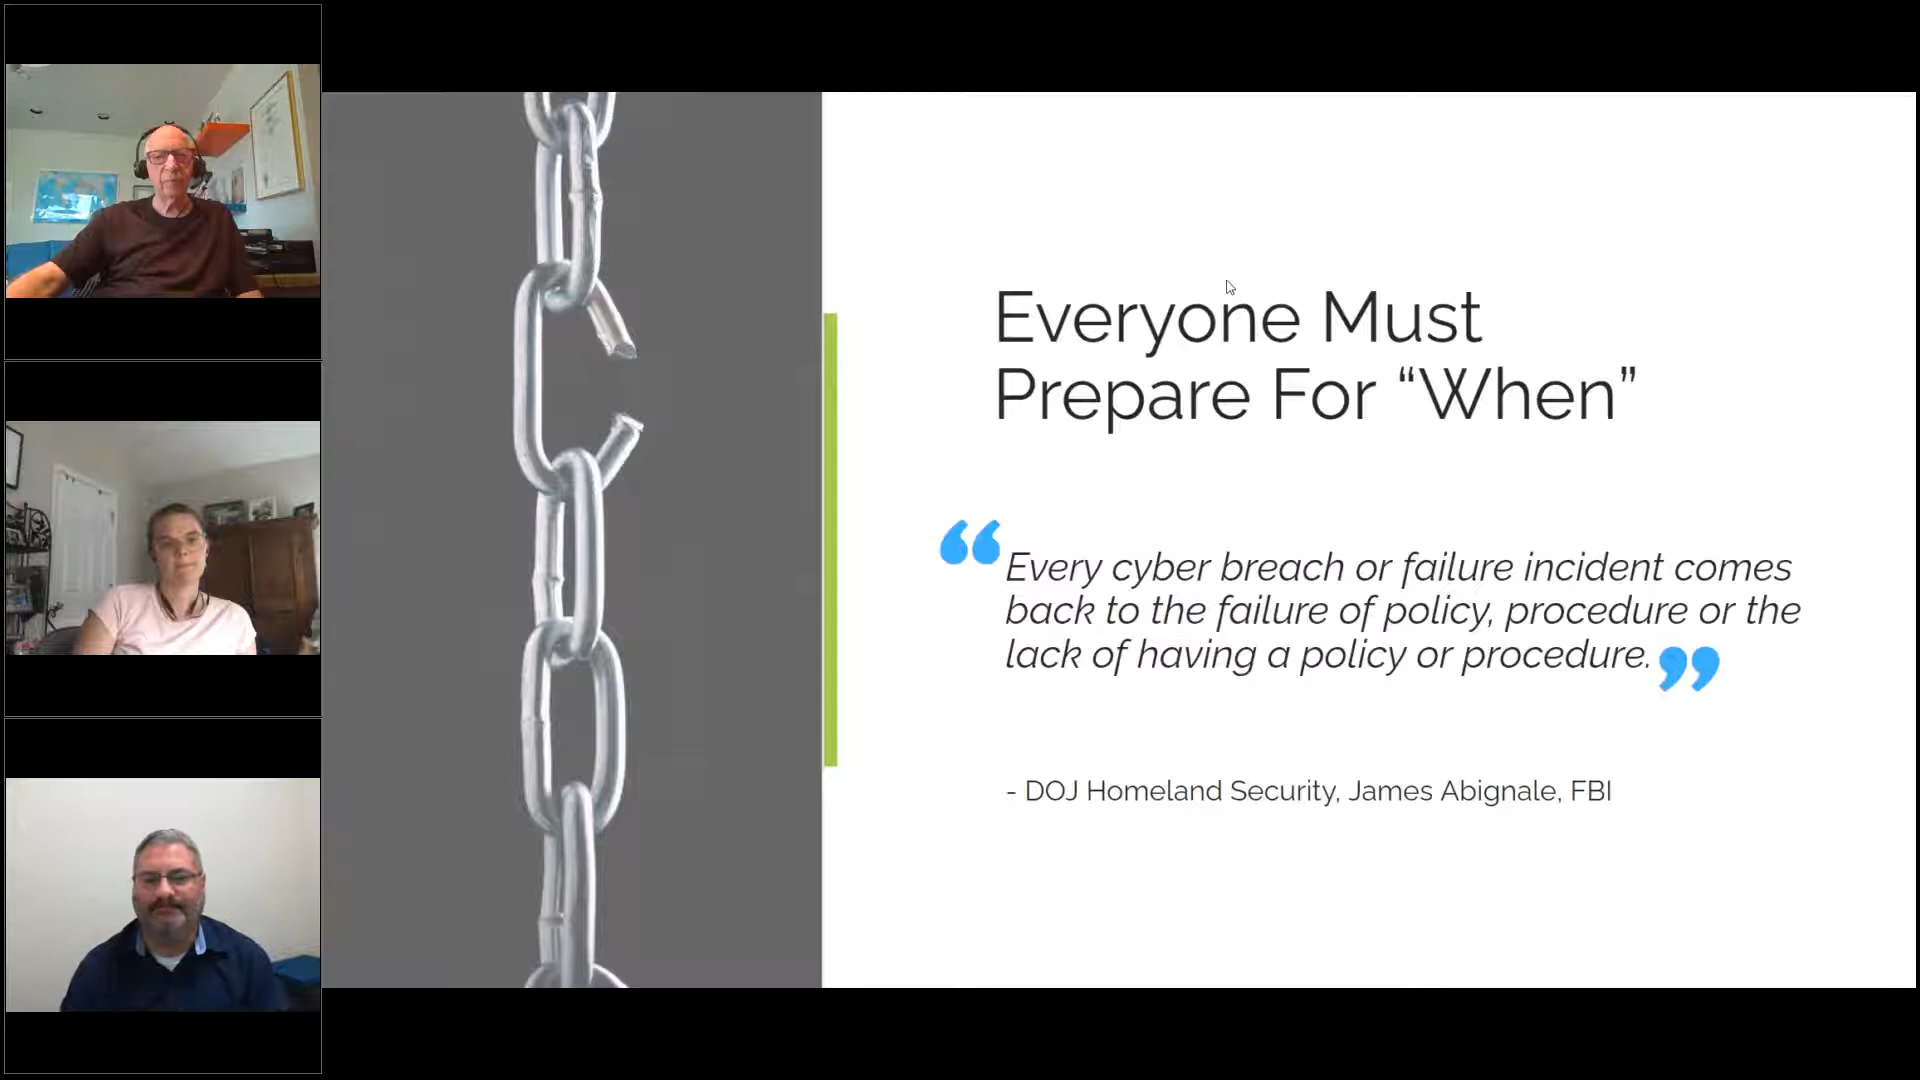 Everyone Must
Prepare For “When”
“Every cyber breach or failure incident comes
back to the failure of policy, procedure or the
lack of having a policy or procedure.”
- DOJ Homeland Security, James Abignale, FBI